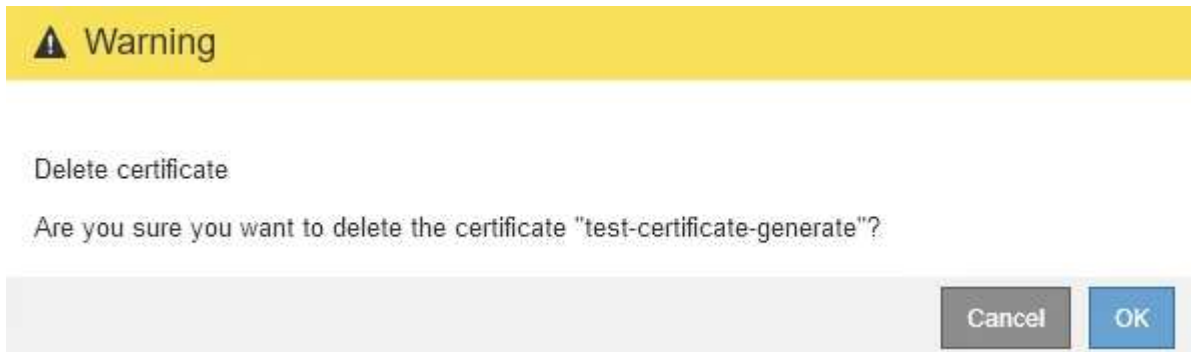 Warning
Delete certificate
Are you sure you want to delete the certificate "test-certificate-generate"?
Cancel OK